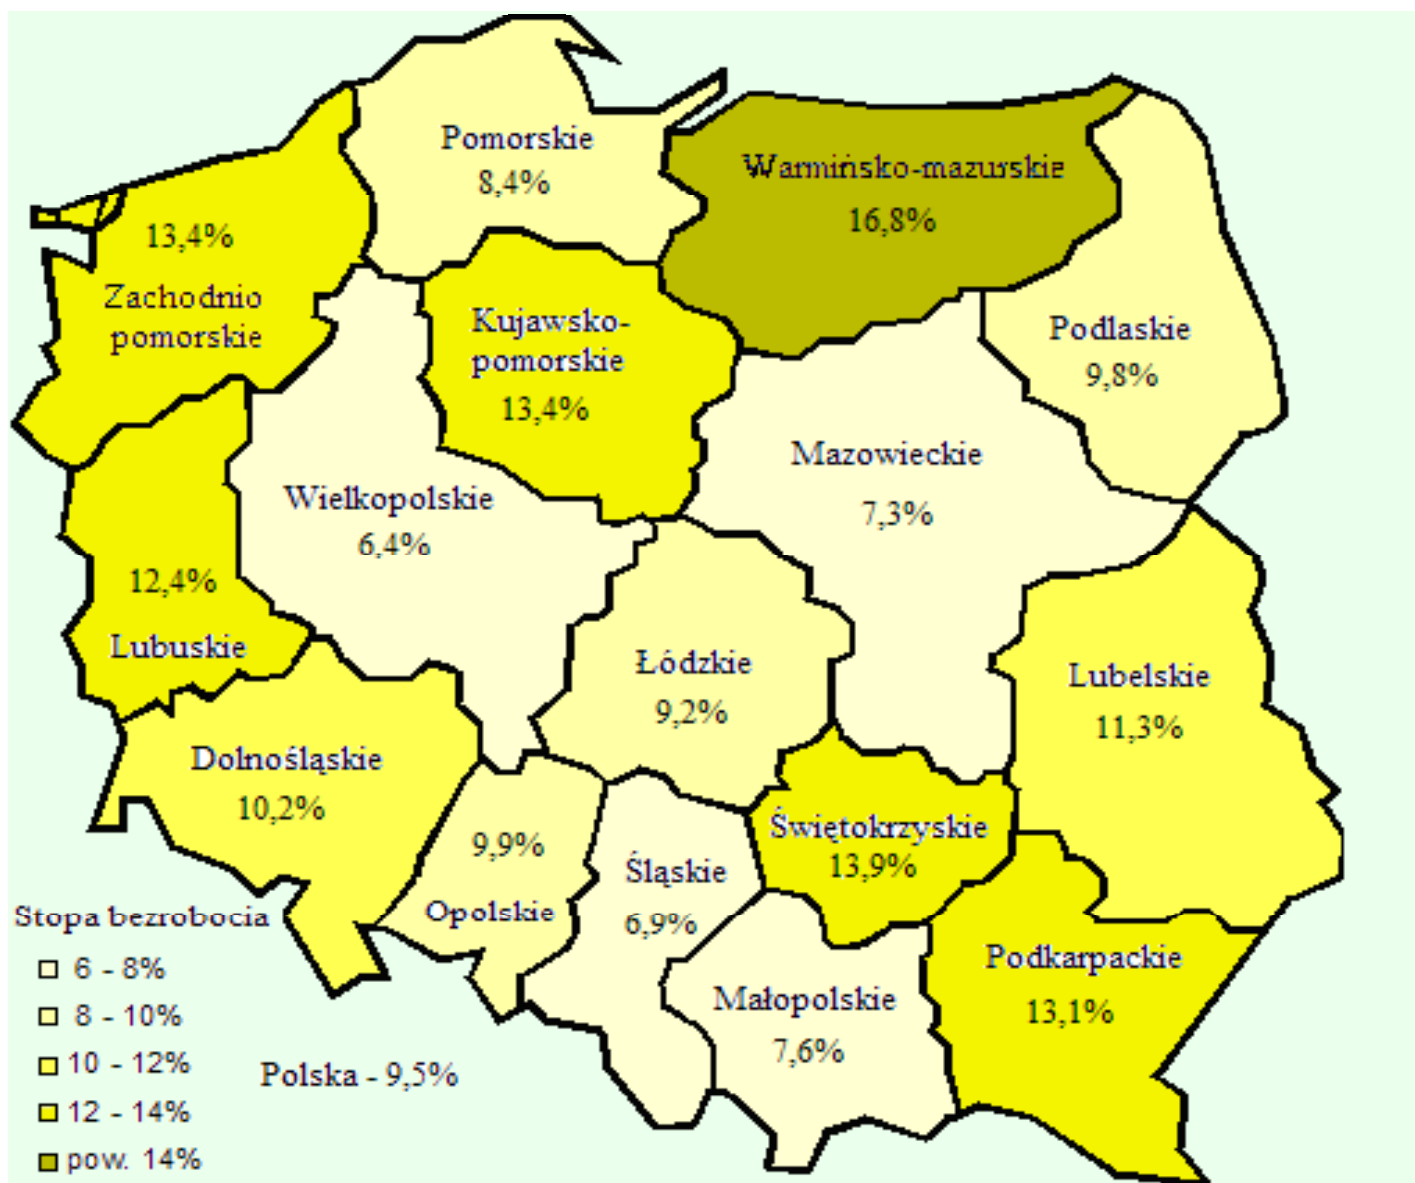 Pomorskie
8,4%
Warmińsko-mazurskie
16,8%
13,4%
Zachodnio
pomorskie
Kujawsko-
pomorskie
13,4%
Podlaskie
9,8%
Mazowieckie
7,3%
Wielkopolskie
6,4%
12,4%
Lubuskie
Łódzkie
9,2%
Lubelskie
11,3%
Dolnośląskie
10,2%
9,9%
Opolskie
Śląskie
6,9%
Świętokrzyskie
13,9%
Małopolskie
7,6%
Podkarpackie
13,1%
Stopa bezrobocia
6 - 8%
8 - 10%
10 - 12%
12 - 14%
pow. 14%
Polska - 9,5%